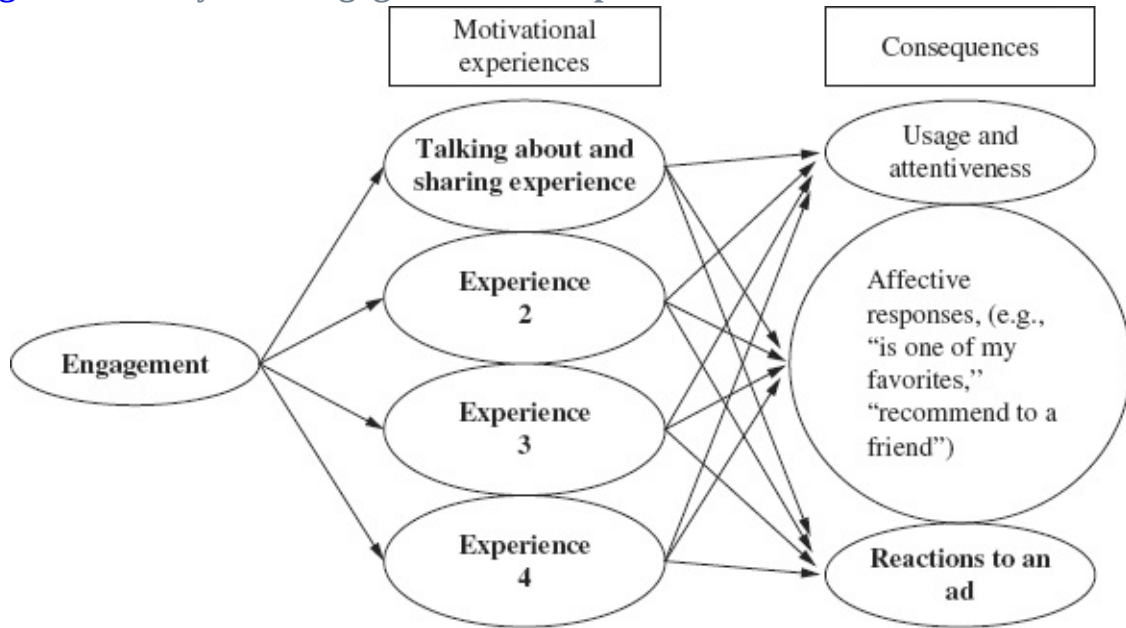 Motivational
experiences
Consequences
Talking about and
sharing experience
Usage and
attentiveness
Experience
2
Affective
responses, (e.g.,
“is one of my
favorites,’’
“recommend to a
friend”)
Engagement
Experience
3
Experience
4
Reactions to an
ad